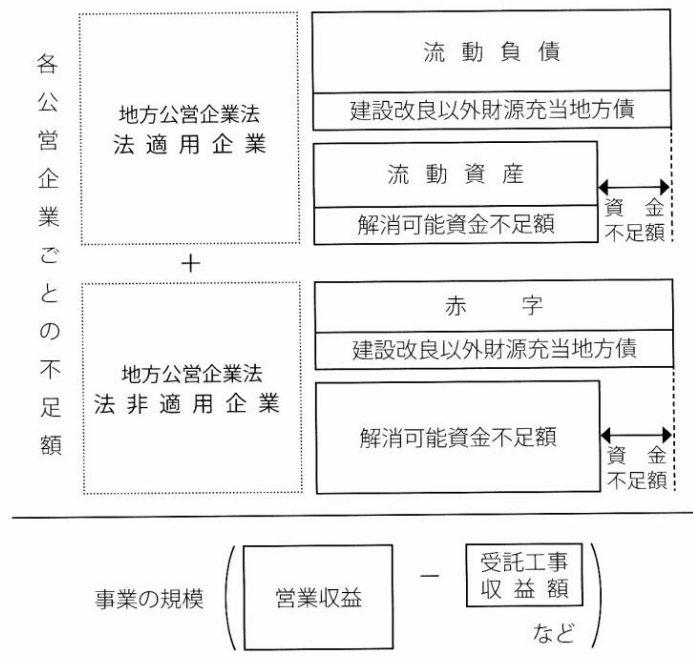 各公営企業ごとの不足額
地方公営企業法
法適用企業
流動負債
建設改良以外財源充当地方債
流動資産
解消可能資金不足額
資金
不足額
+
地方公営企業法
法非適用企業
赤字
建設改良以外財源充当地方債
解消可能資金不足額
資金
不足額
事業の規模
営業収益
−
受託工事
収益額
など